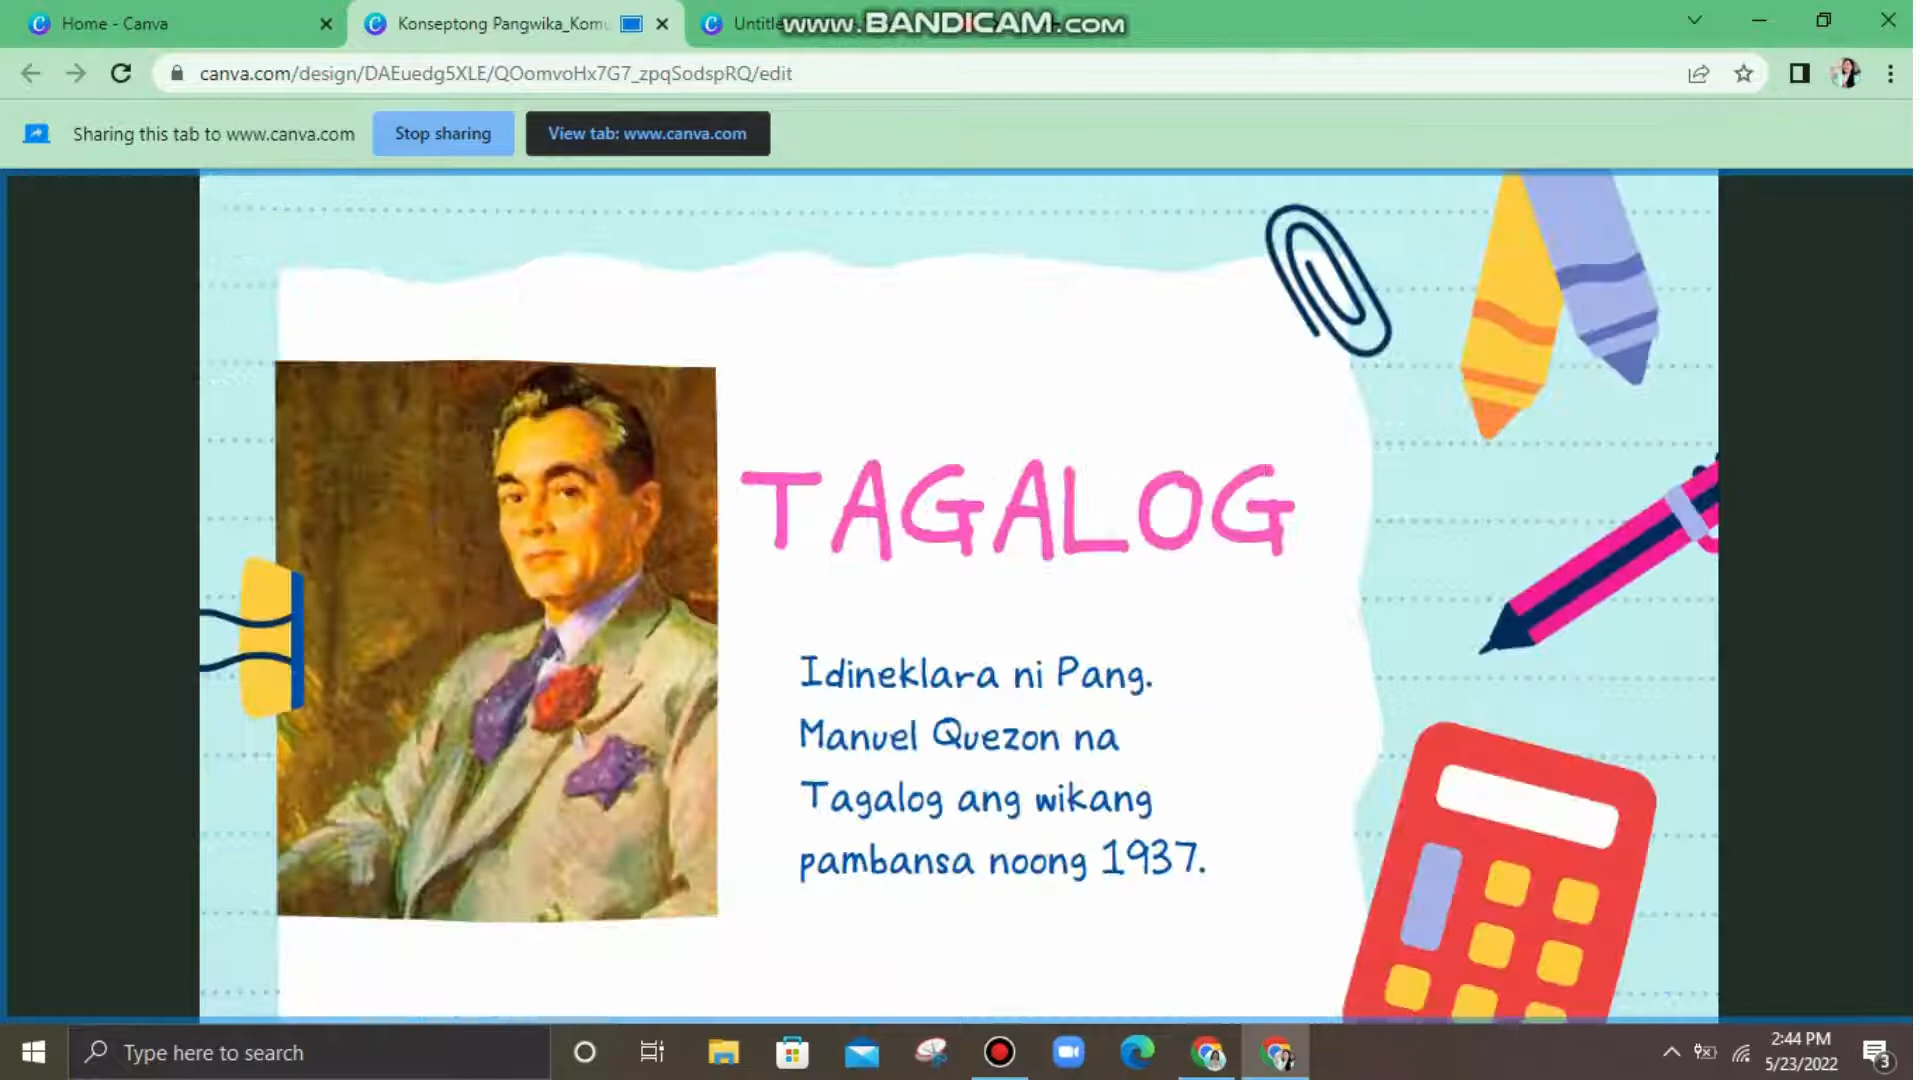 Home - Canva
Konseptong Pangwika_Komu
www.BANDICAM.com
canva.com/design/DAEuedg5XLE/QOomvoHx7G7_zpqSodspRQ/edit
Sharing this tab to www.canva.com
Stop sharing
View tab: www.canva.com
TAGALOG
Idineklara ni Pang.
Manuel Quezon na
Tagalog ang wikang
pambansa noong 1937.
Type here to search
2:44 PM
5/23/2022
3